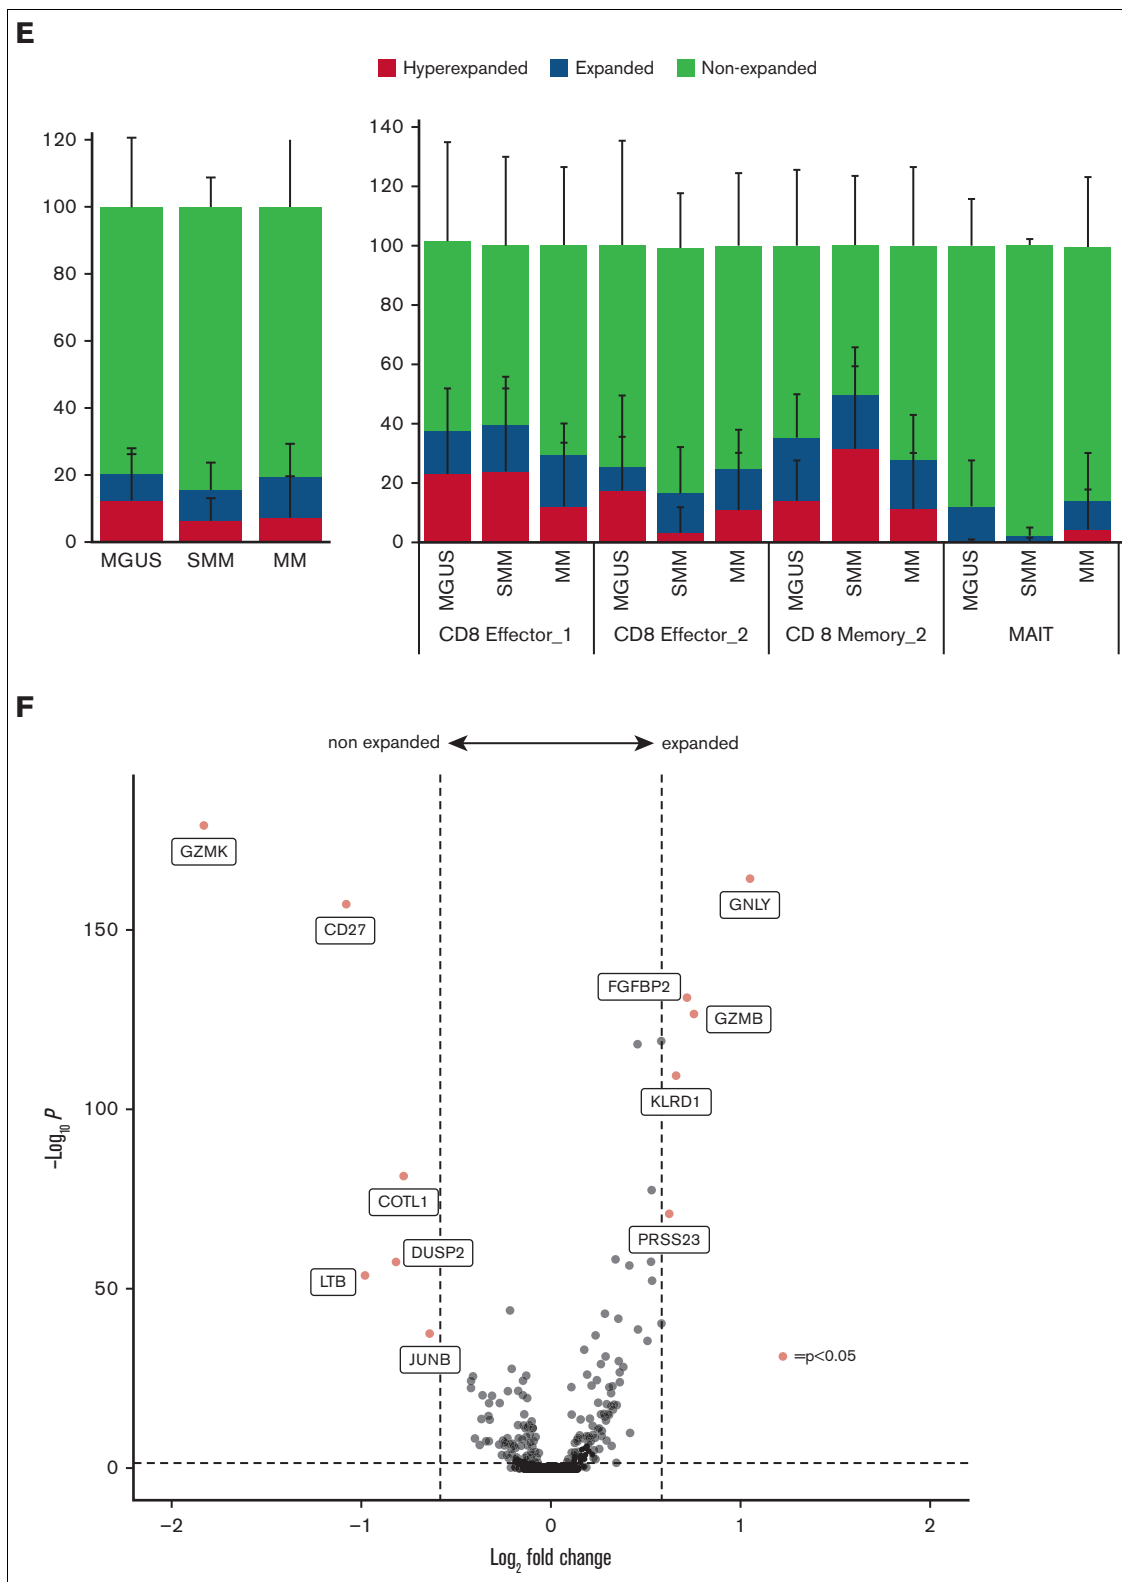 E
Hyperexpanded Expanded Non-expanded
120
100
80
60
40
20
0
MGUS SMM MM
140
120
100
80
60
40
20
0
MGUS SMM MM MGUS SMM MM MGUS SMM MM MGUS SMM MM
CD8 Effector_1 CD8 Effector_2 CD 8 Memory_2 MAIT
F
non expanded expanded
GZMK
GNLY
CD27
FGFBP2
GZMB
KLRD1
COTL1
PRSS23
DUSP2
LTB
JUNB
=p<0.05
–Log10 P
150
100
50
0
–2 –1 0 1 2
Log2 fold change